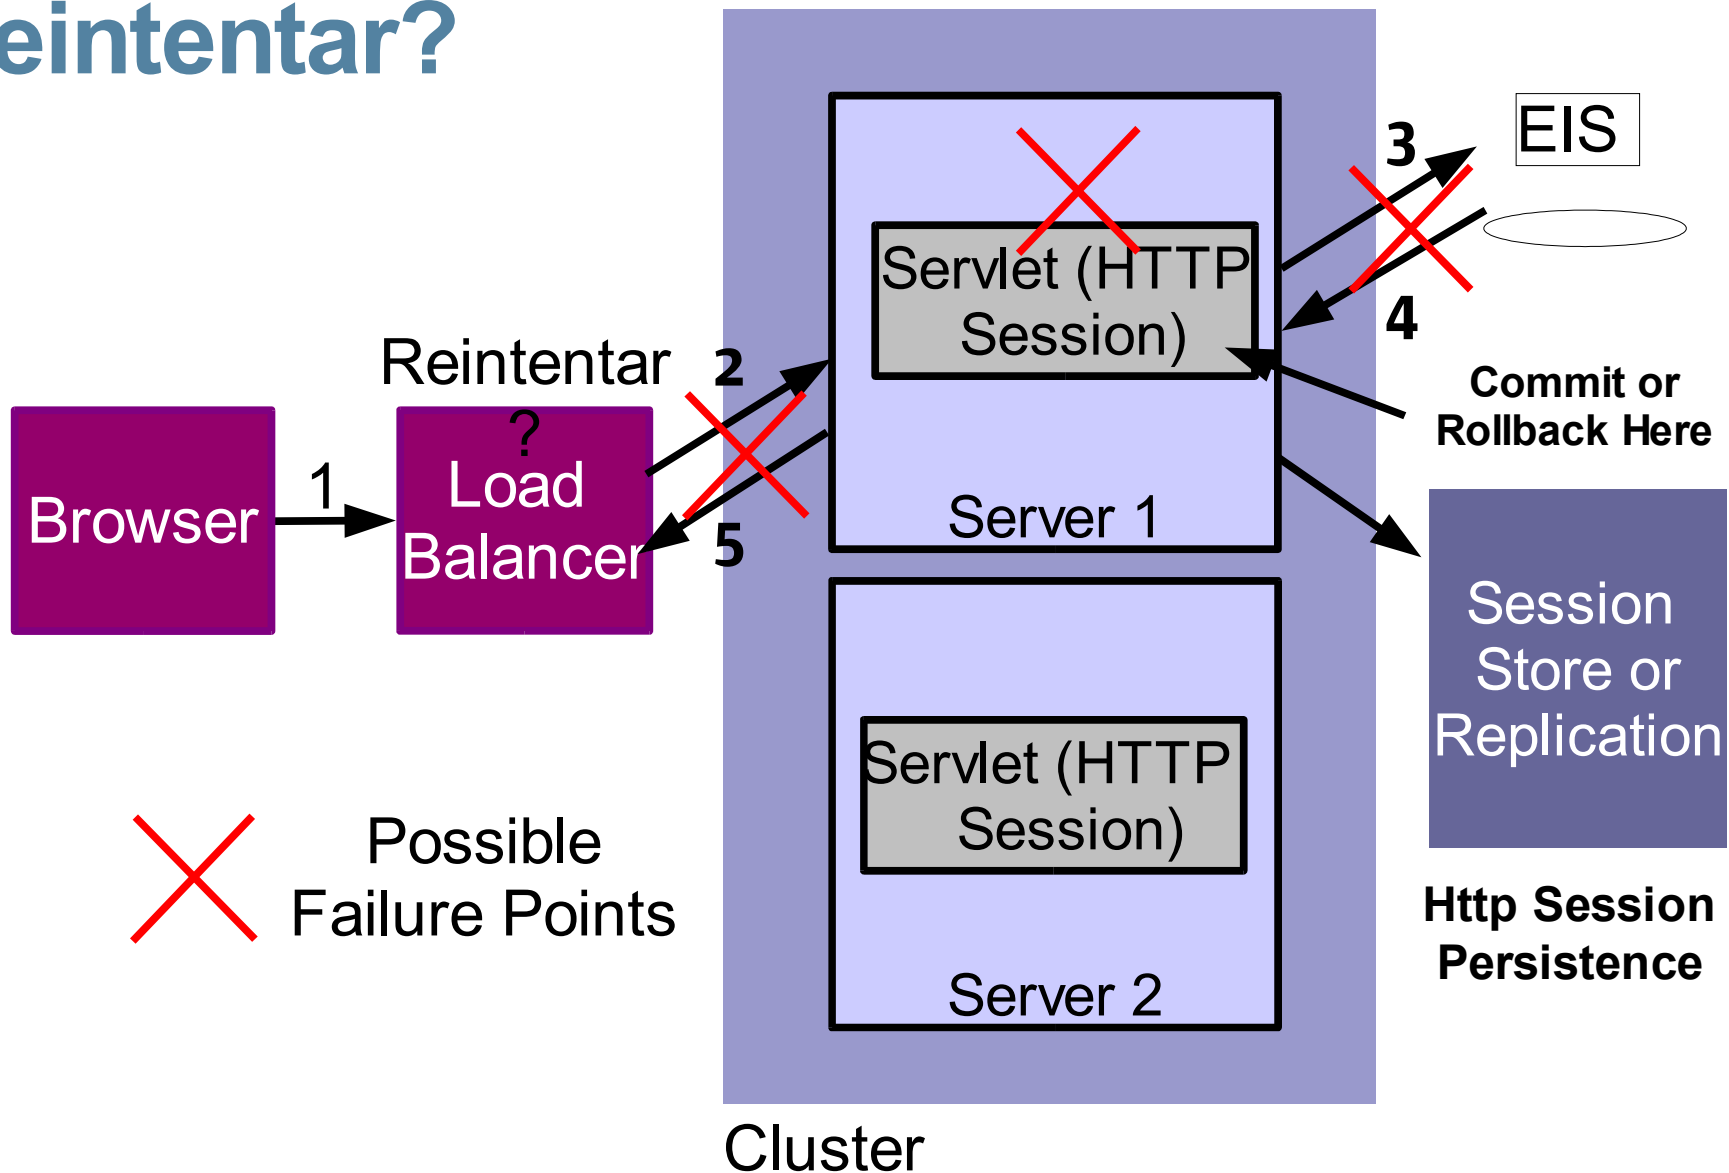 eintentar?
EIS
3
Servlet (HTTP
Session)
4
Reintentar
?
2
Commit or
Rollback Here
Browser
1
Load
Balancer
5
Server 1
Session
Store or
Replication
Servlet (HTTP
Session)
Possible
Failure Points
Http Session
Persistence
Server 2
Cluster